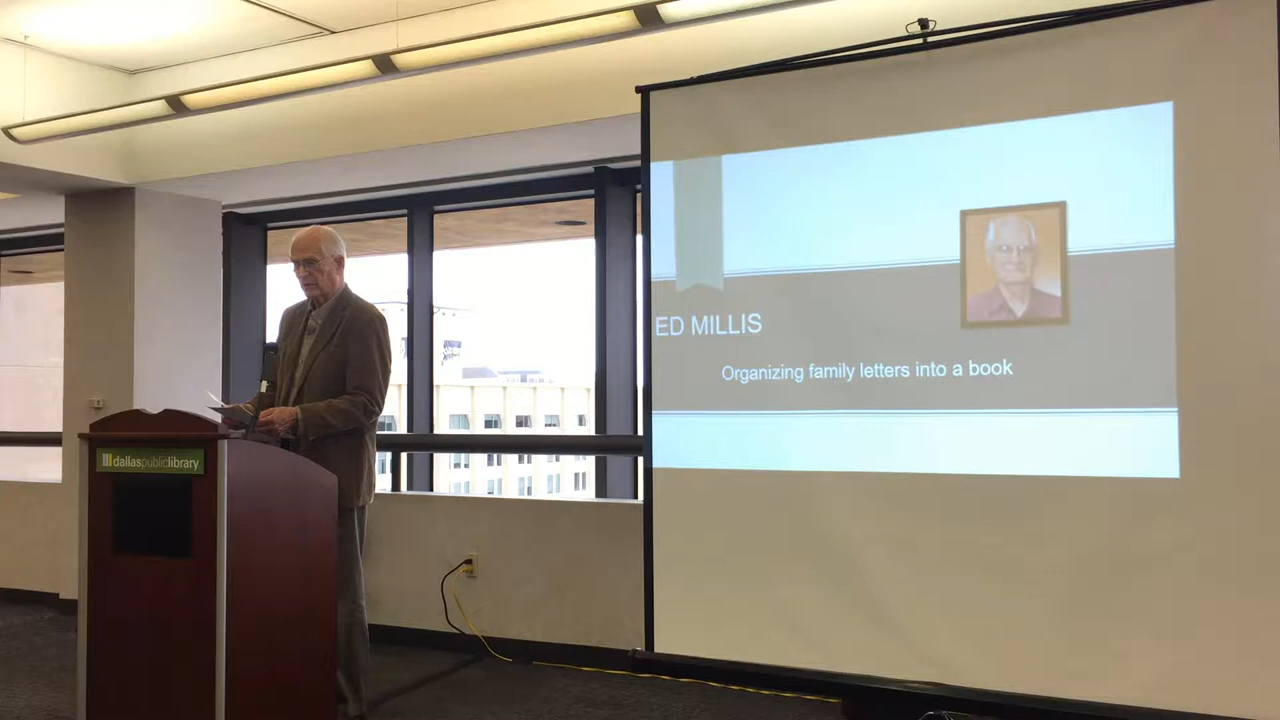 dallaspubliclibrary
ED MILLIS
Organizing family letters into a book